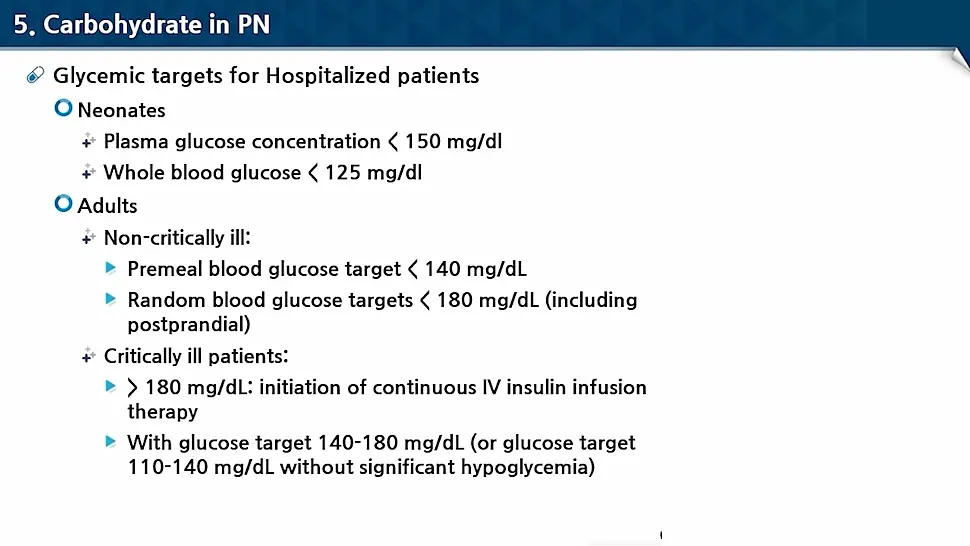 5. Carbohydrate in PN
Glycemic targets for Hospitalized patients
Neonates
Plasma glucose concentration < 150 mg/dl
Whole blood glucose < 125 mg/dl
Adults
Non-critically ill:
Premeal blood glucose target < 140 mg/dL
Random blood glucose targets < 180 mg/dL (including
postprandial)
Critically ill patients:
> 180 mg/dL: initiation of continuous IV insulin infusion
therapy
With glucose target 140-180 mg/dL (or glucose target
110-140 mg/dL without significant hypoglycemia)